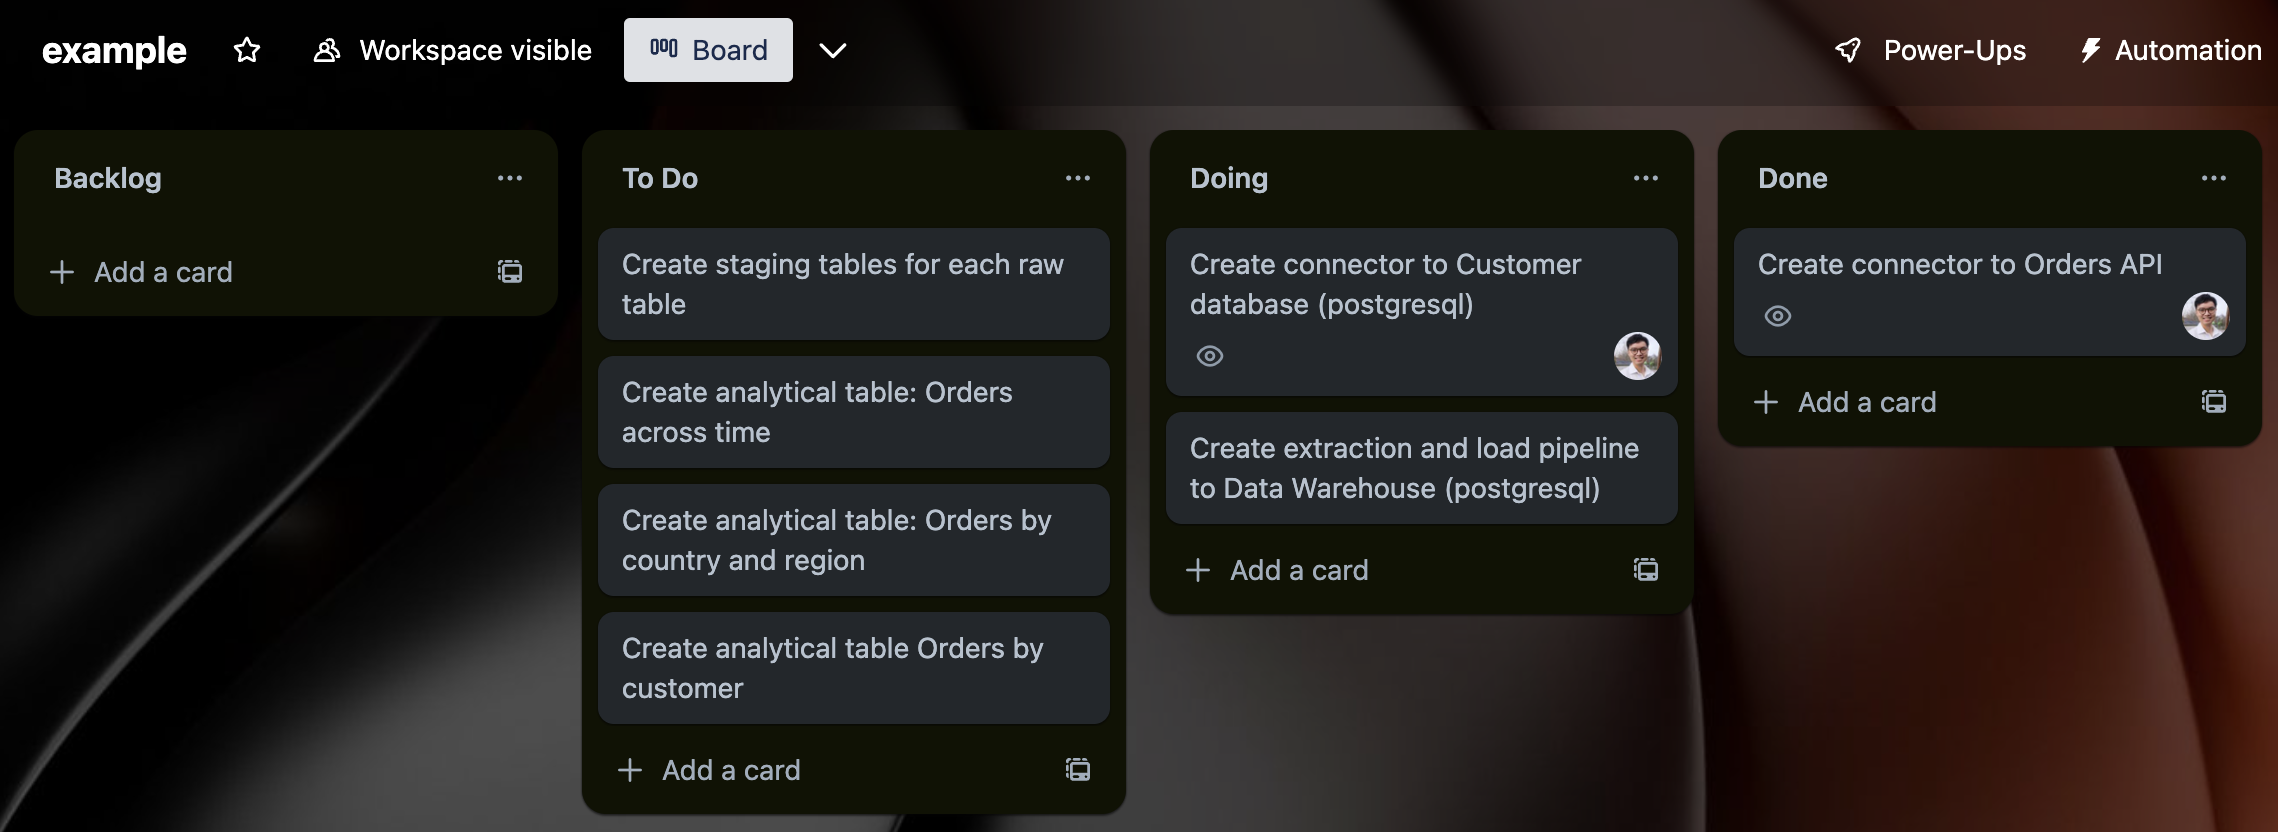 example
Workspace visible
Board
Power-Ups
Automation
Backlog
Add a card
To Do
Create staging tables for each raw
table
Create analytical table: Orders
across time
Create analytical table: Orders by
country and region
Create analytical table Orders by
customer
Add a card
Doing
Create connector to Customer
database (postgresql)
Create extraction and load pipeline
to Data Warehouse (postgresql)
Add a card
Done
Create connector to Orders API
Add a card